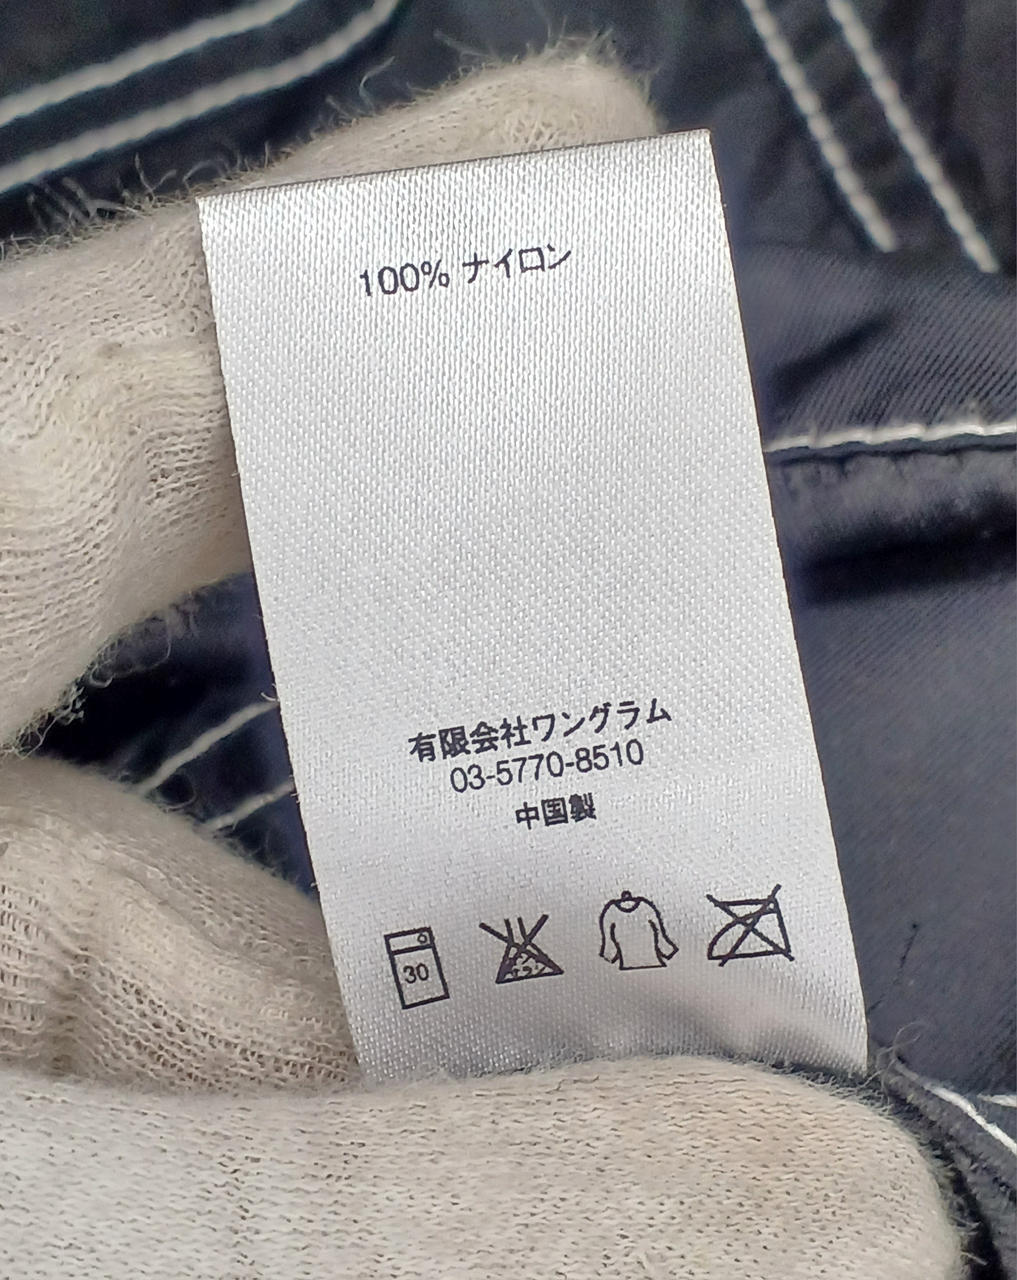 100% ナイロン
有限会社ワングラム
03-5770-8510
中国製
30